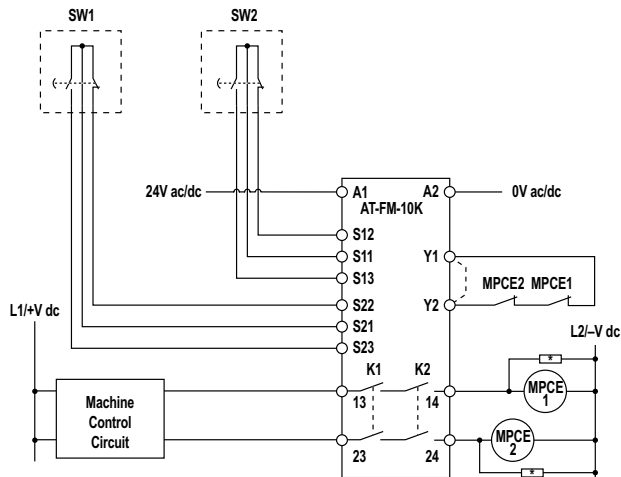 SW1
SW2
24V ac/dc
A1
A2
0V ac/dc
AT-FM-10K
S12
S11
Y1
S13
MPCE2
MPCE1
S22
Y2
L1/+V dc
S21
L2/–V dc
S23
*
K1
K2
13
14
MPCE
1
Machine
Control
Circuit
MPCE
2
23
24
*